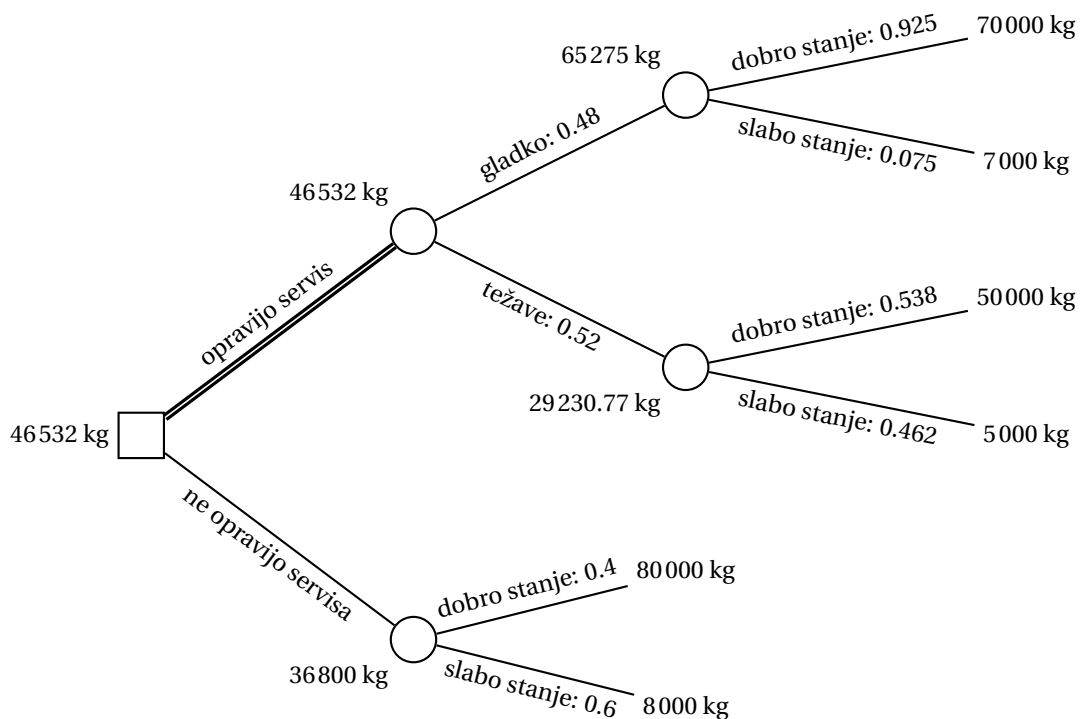 70 000 kg
dobro stanje: 0.925
65 275 kg
gladko: 0.48
slabo stanje: 0.075
7 000 kg
46 532 kg
opravijo servis
težave: 0.52
dobro stanje: 0.538
50 000 kg
29 230.77 kg
slabo stanje: 0.462
5 000 kg
46 532 kg
ne opravijo servisa
dobro stanje: 0.4
80 000 kg
36 800 kg
slabo stanje: 0.6
8 000 kg